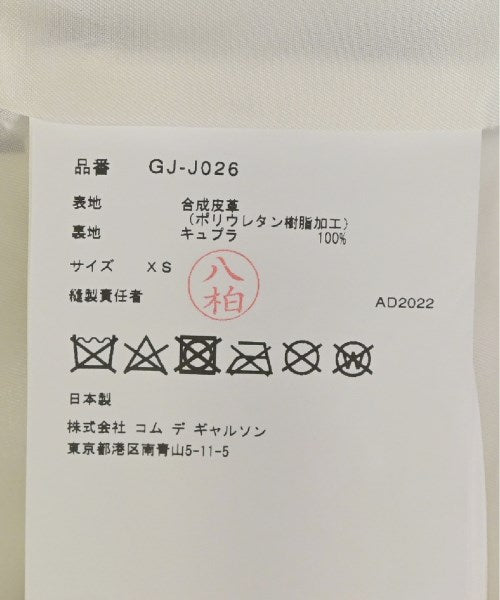 品番 GJ-J026
表地 合成皮革
(ポリウレタン樹脂加工)
裏地 キュプラ 100%
サイズ XS
八柏
縫製責任者 AD2022
W
日本製
株式会社 コム デ ギャルソン
東京都港区南青山5-11-5